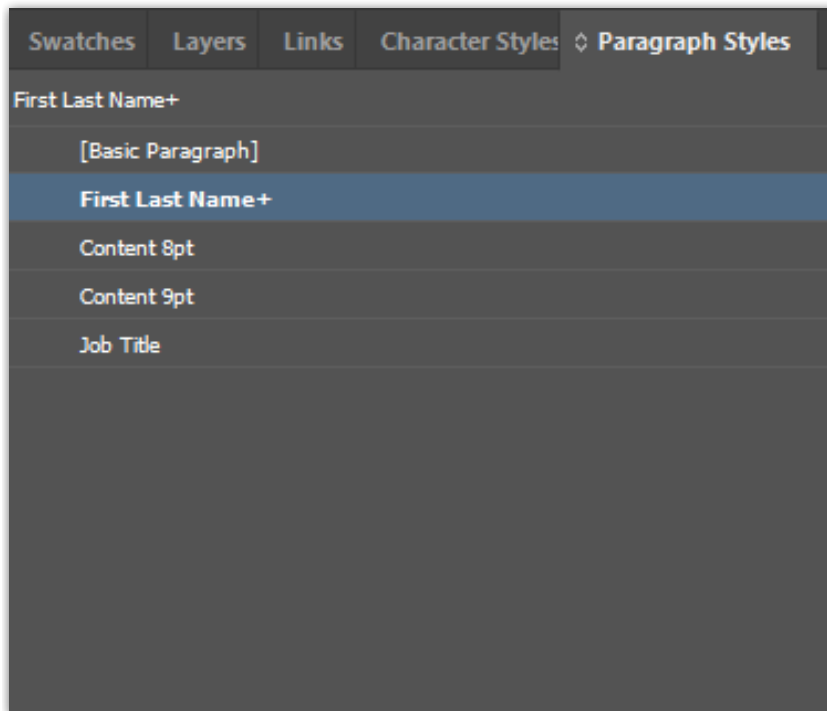 Swatches Layers Links Character Styles Paragraph Styles
First Last Name+
[Basic Paragraph]
First Last Name+
Content 8pt
Content 9pt
Job Title